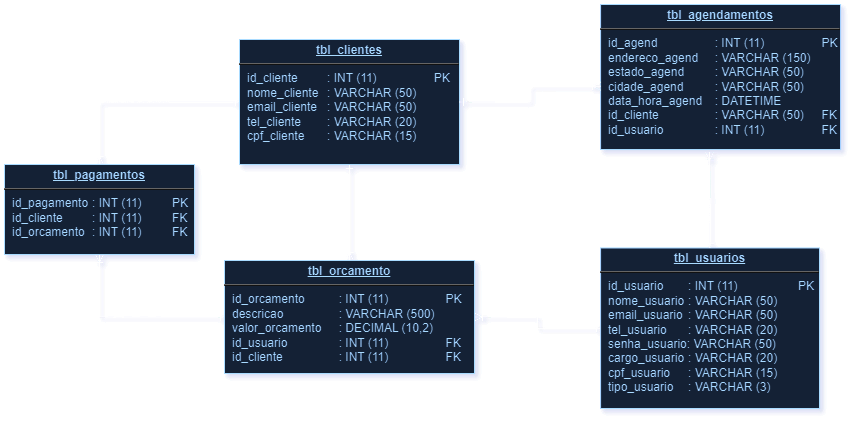 tbl_clientes
id_cliente : INT (11) PK
nome_cliente : VARCHAR (50)
email_cliente : VARCHAR (50)
tel_cliente : VARCHAR (20)
cpf_cliente : VARCHAR (15)
tbl_agendamentos
id_agend : INT (11) PK
endereco_agend : VARCHAR (150)
estado_agend : VARCHAR (50)
cidade_agend : VARCHAR (50)
data_hora_agend : DATETIME
id_cliente : VARCHAR (50) FK
id_usuario : INT (11) FK
tbl_pagamentos
id_pagamento : INT (11) PK
id_cliente : INT (11) FK
id_orcamento : INT (11) FK
tbl_orcamento
id_orcamento : INT (11) PK
descricao : VARCHAR (500)
valor_orcamento : DECIMAL (10,2)
id_usuario : INT (11) FK
id_cliente : INT (11) FK
tbl_usuarios
id_usuario : INT (11) PK
nome_usuario : VARCHAR (50)
email_usuario : VARCHAR (50)
tel_usuario : VARCHAR (20)
senha_usuario: VARCHAR (50)
cargo_usuario : VARCHAR (20)
cpf_usuario : VARCHAR (15)
tipo_usuario : VARCHAR (3)